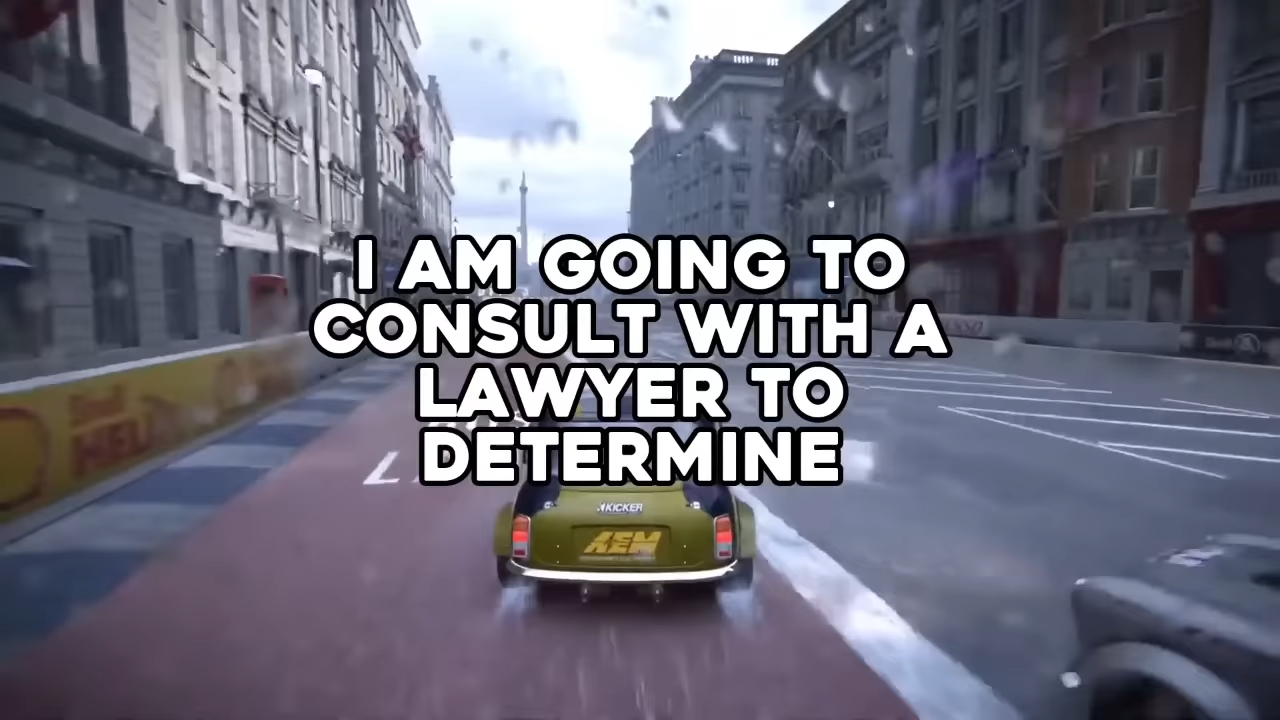 I AM GOING TO
CONSULT WITH A
LAWYER TO
DETERMINE
KICKER
AEM